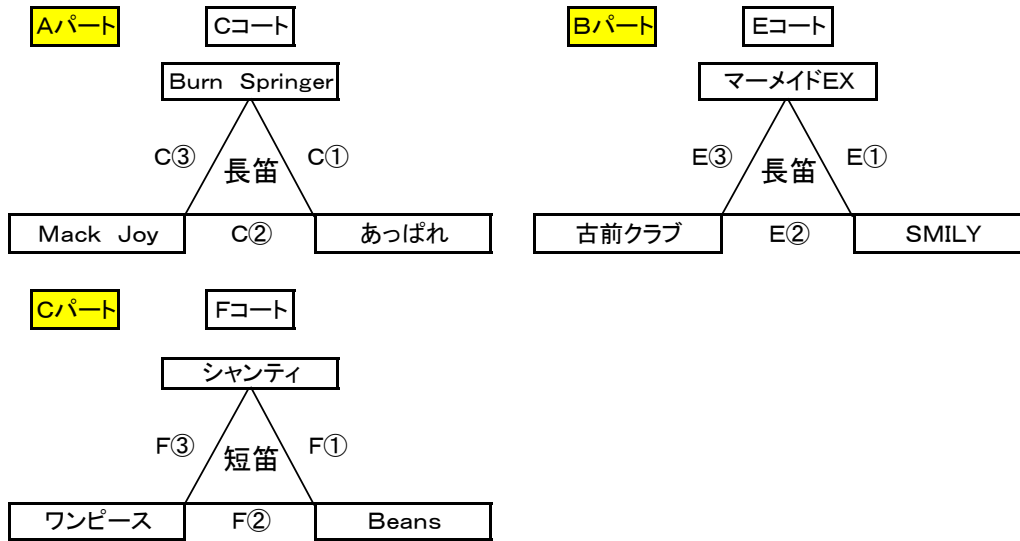 Aパート Cコート
Burn Springer
C③ 長笛 C①
Mack Joy C② あっぱれ
Bパート Eコート
マーメイドEX
E③ 長笛 E①
古前クラブ E② SMILY
Cパート Fコート
シャンティ
F③ 短笛 F①
ワンピース F② Beans